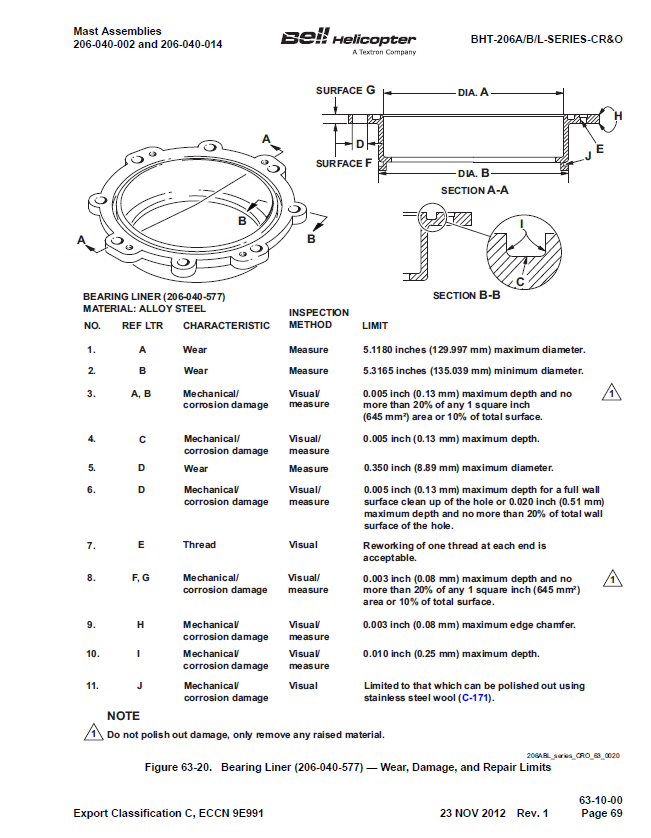 Mast Assemblies
206-040-002 and 206-040-014
Bell Helicopter
A Textron Company
BHT-206A/B/L-SERIES-CR&O
SURFACE G
DIA. A
H
A
D
E
J
SURFACE F
DIA. B
SECTION A-A
B
B
A
I
C
SECTION B-B
BEARING LINER (206-040-577)
MATERIAL: ALLOY STEEL
NO. REF LTR CHARACTERISTIC INSPECTION METHOD LIMIT
1. A Wear Measure 5.1180 inches (129.997 mm) maximum diameter.
2. B Wear Measure 5.3165 inches (135.039 mm) minimum diameter.
3. A, B Mechanical/ Visual/ 0.005 inch (0.13 mm) maximum depth and no 1
corrosion damage measure more than 20% of any 1 square inch
(645 mm²) area or 10% of total surface.
4. C Mechanical/ Visual/ 0.005 inch (0.13 mm) maximum depth.
corrosion damage measure
5. D Wear Measure 0.350 inch (8.89 mm) maximum diameter.
6. D Mechanical/ Visual/ 0.005 inch (0.13 mm) maximum depth for a full wall
corrosion damage measure surface clean up of the hole or 0.020 inch (0.51 mm)
maximum depth and no more than 20% of total wall
surface of the hole.
7. E Thread Visual Reworking of one thread at each end is
acceptable.
8. F, G Mechanical/ Visual/ 0.003 inch (0.08 mm) maximum depth and no 1
corrosion damage measure more than 20% of any 1 square inch (645 mm²)
area or 10% of total surface.
9. H Mechanical/ Visual/ 0.003 inch (0.08 mm) maximum edge chamfer.
corrosion damage measure
10. I Mechanical/ Visual/ 0.010 inch (0.25 mm) maximum depth.
corrosion damage measure
11. J Mechanical/ Visual Limited to that which can be polished out using
corrosion damage stainless steel wool (C-171).
NOTE
1 Do not polish out damage, only remove any raised material.
206ABL_series_CRO_63_0020
Figure 63-20. Bearing Liner (206-040-577) — Wear, Damage, and Repair Limits
63-10-00
Export Classification C, ECCN 9E991 23 NOV 2012 Rev. 1 Page 69